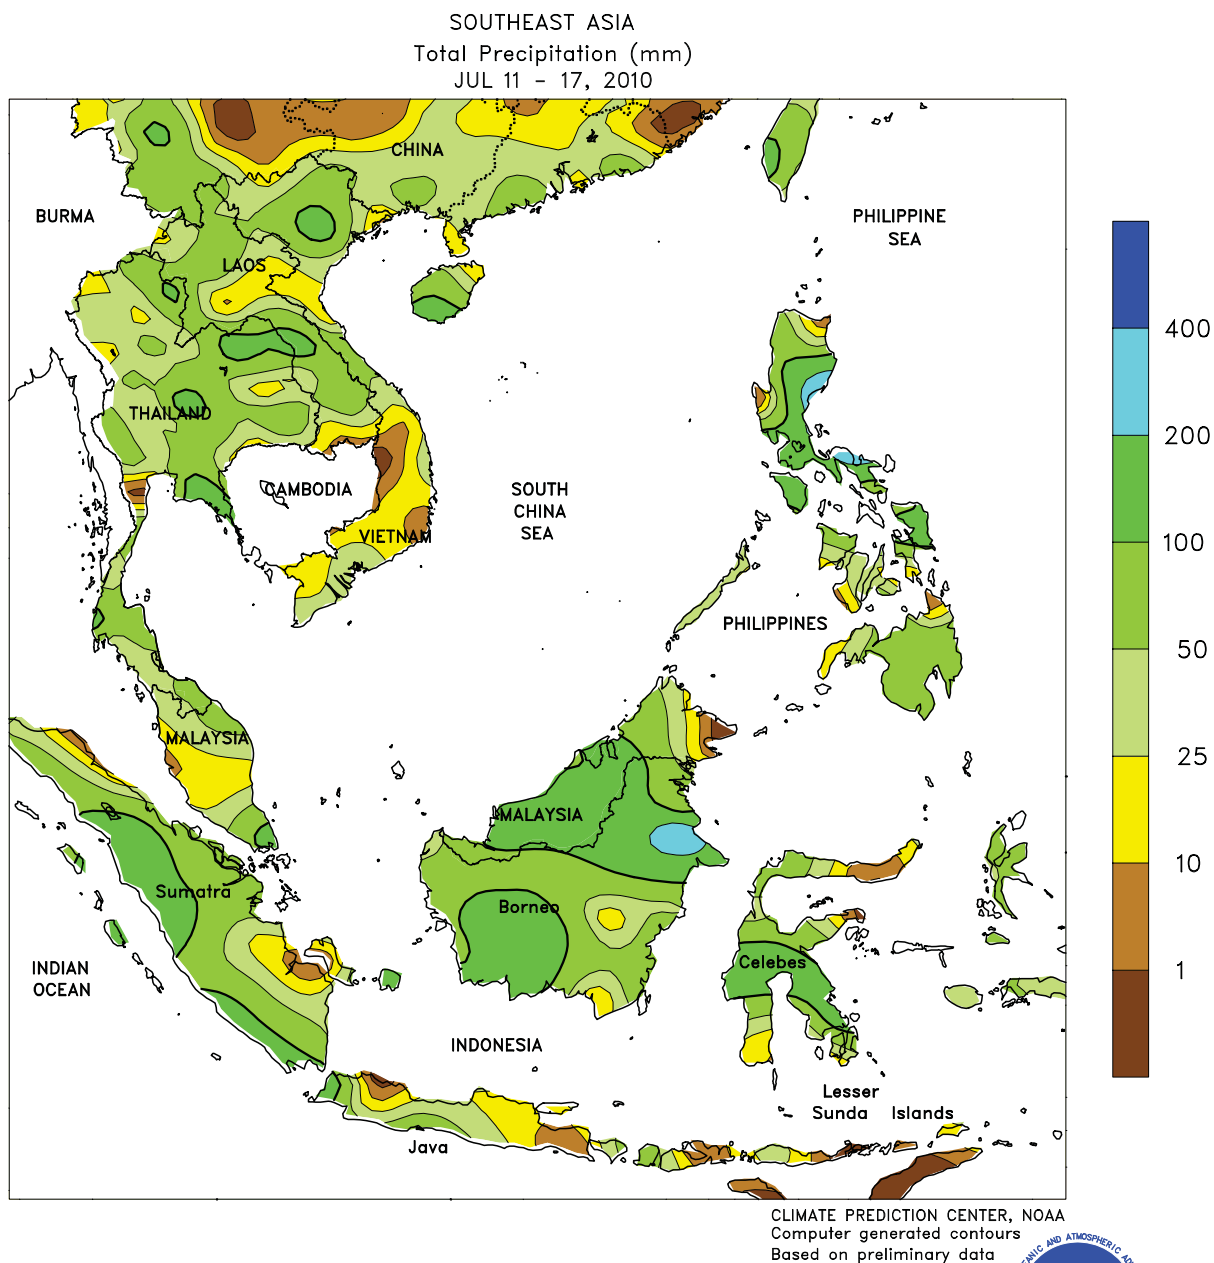 SOUTHEAST ASIA
Total Precipitation (mm)
JUL 11 - 17, 2010
CHINA
BURMA
PHILIPPINE
SEA
LAOS
400
THAILAND
200
CAMBODIA
SOUTH
CHINA
SEA
VIETNAM
100
PHILIPPINES
50
MALAYSIA
25
MALAYSIA
10
Sumatra
Borneo
Celebes
1
INDIAN
OCEAN
INDONESIA
Lesser
Sunda Islands
Java
CLIMATE PREDICTION CENTER, NOAA
Computer generated contours
Based on preliminary data
AND ATMOSPHERIC